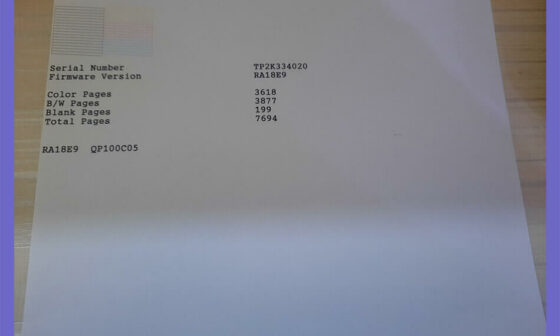 Serial Number TP2K334020
Firmware Version RA18E9
Color Pages 3618
B/W Pages 3877
Blank Pages 199
Total Pages 7694
RA18E9 QP100C05